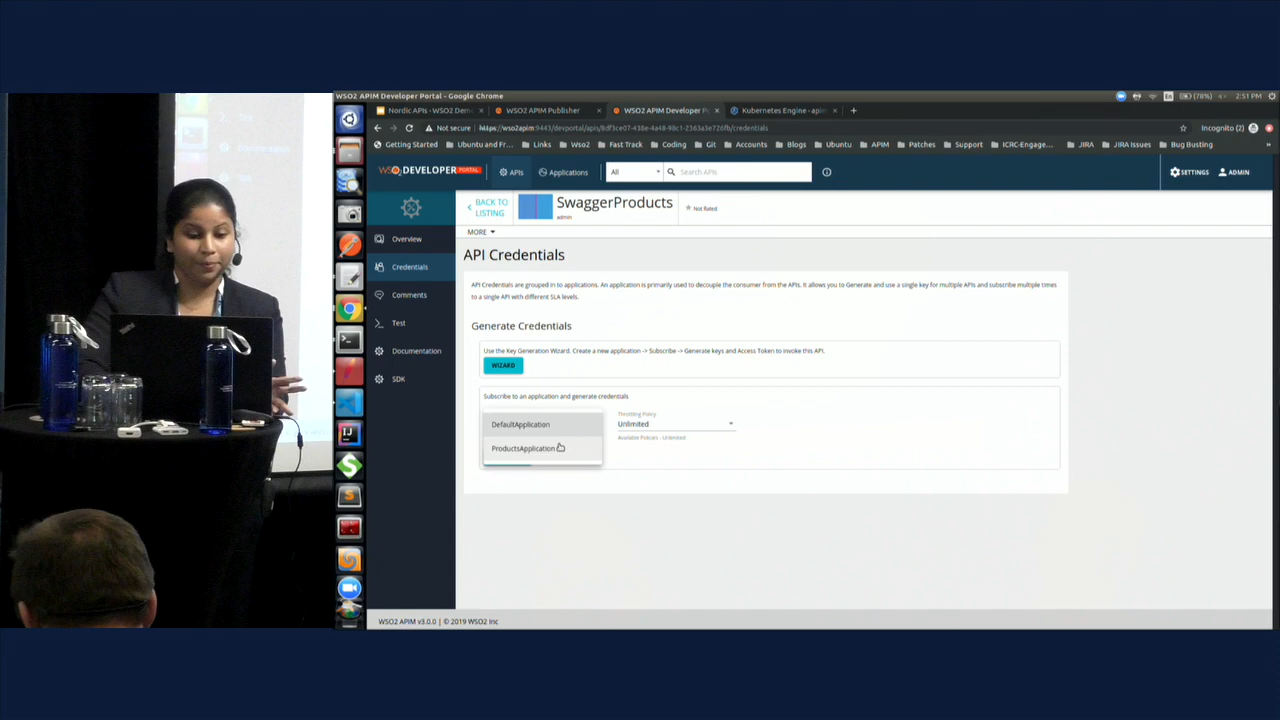 WSO2 APIM Developer Portal - Google Chrome
En (78%) 2:51 PM
Nordic APIs - WSO2 Dem
WSO2 APIM Publisher
WSO2 APIM Developer P
Kubernetes Engine - apim
Not secure | https://wso2apim:9443/devportal/apis/8df3ce07-438e-4a48-98c1-2363a3e726fb/credentials
Incognito (2)
Getting Started
Ubuntu and Fr...
Links
Wso2
Fast Track
Coding
Git
Accounts
Blogs
Ubuntu
APIM
Patches
Support
ICRC-Engage...
JIRA
JIRA Issues
Bug Busting
»
WSO2 DEVELOPER PORTAL
APIs
Applications
All
Search APIs
SETTINGS
ADMIN
BACK TO
LISTING
SwaggerProducts
admin
Not Rated
MORE
Overview
Credentials
Comments
Test
Documentation
SDK
API Credentials
API Credentials are grouped in to applications. An application is primarily used to decouple the consumer from the APIs. It allows you to Generate and use a single key for multiple APIs and subscribe multiple times
to a single API with different SLA levels.
Generate Credentials
Use the Key Generation Wizard. Create a new application -> Subscribe -> Generate keys and Access Token to invoke this API.
WIZARD
Subscribe to an application and generate credentials
DefaultApplication
ProductsApplication
Throttling Policy
Unlimited
Available Policies - Unlimited
WSO2 APIM v3.0.0 | © 2019 WSO2 Inc